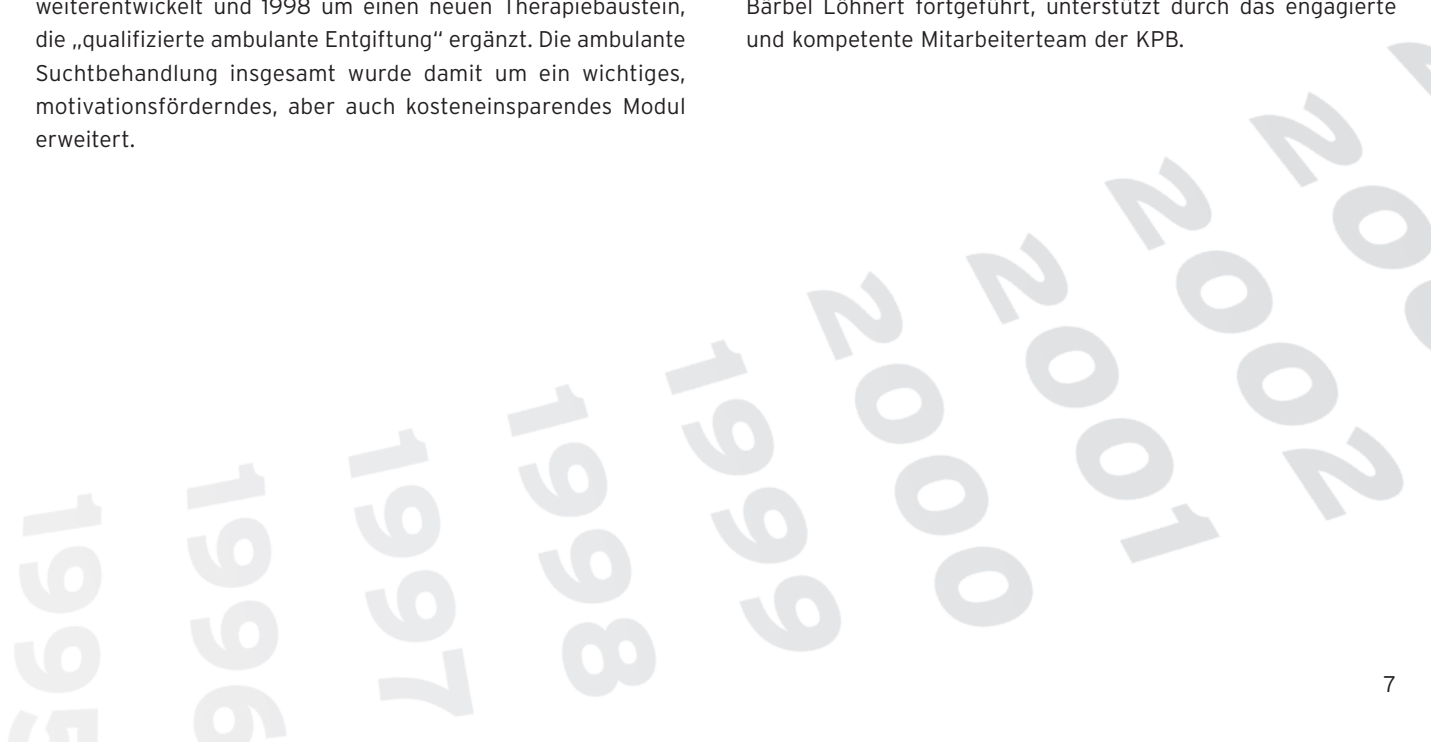 weiterentwickelt und 1998 um einen neuen Therapiebaustein,
die „qualifizierte ambulante Entgiftung“ ergänzt. Die ambulante
Suchtbehandlung insgesamt wurde damit um ein wichtiges,
motivationsförderndes, aber auch kosteneinsparendes Modul
erweitert.
Bärbel Löhnert fortgeführt, unterstützt durch das engagierte
und kompetente Mitarbeiterteam der KPB.
1995
1996
1997
1998
1999
2000
2001
2002
7